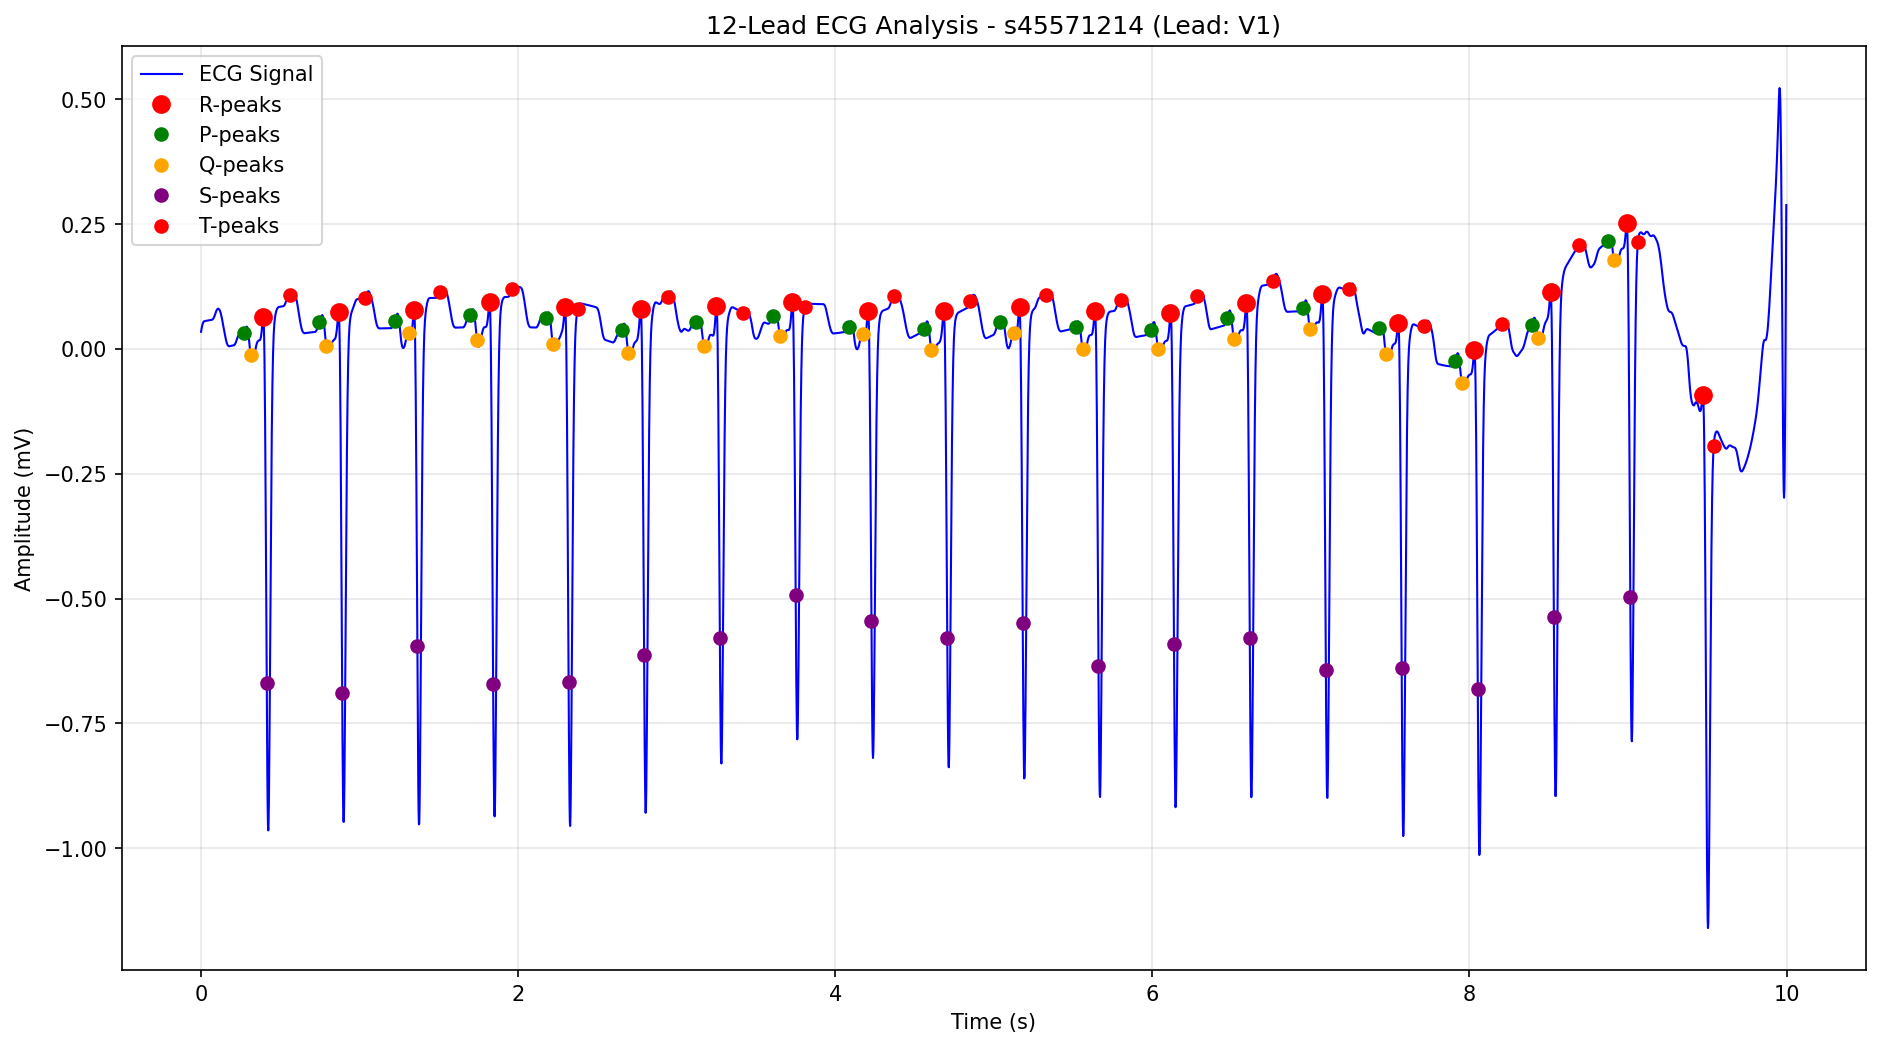 12-Lead ECG Analysis - s45571214 (Lead: V1)
ECG Signal
R-peaks
P-peaks
Q-peaks
S-peaks
T-peaks
0.50
0.25
0.00
−0.25
−0.50
−0.75
−1.00
Amplitude (mV)
0 2 4 6 8 10
Time (s)